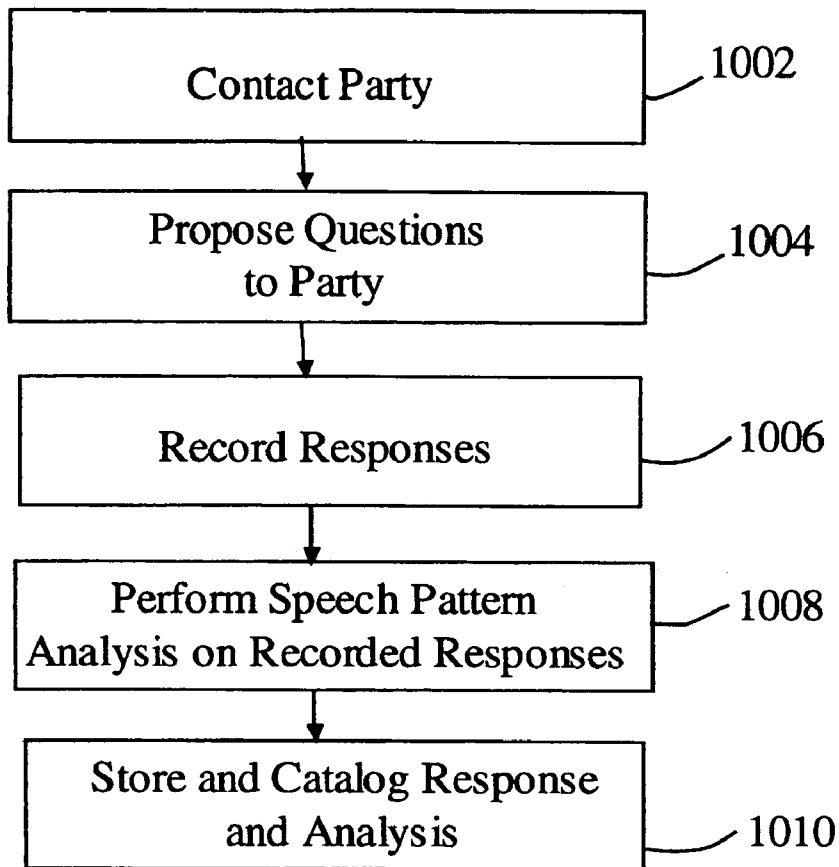 Contact Party
1002
Propose Questions
to Party
1004
Record Responses
1006
Perform Speech Pattern
Analysis on Recorded Responses
1008
Store and Catalog Response
and Analysis
1010